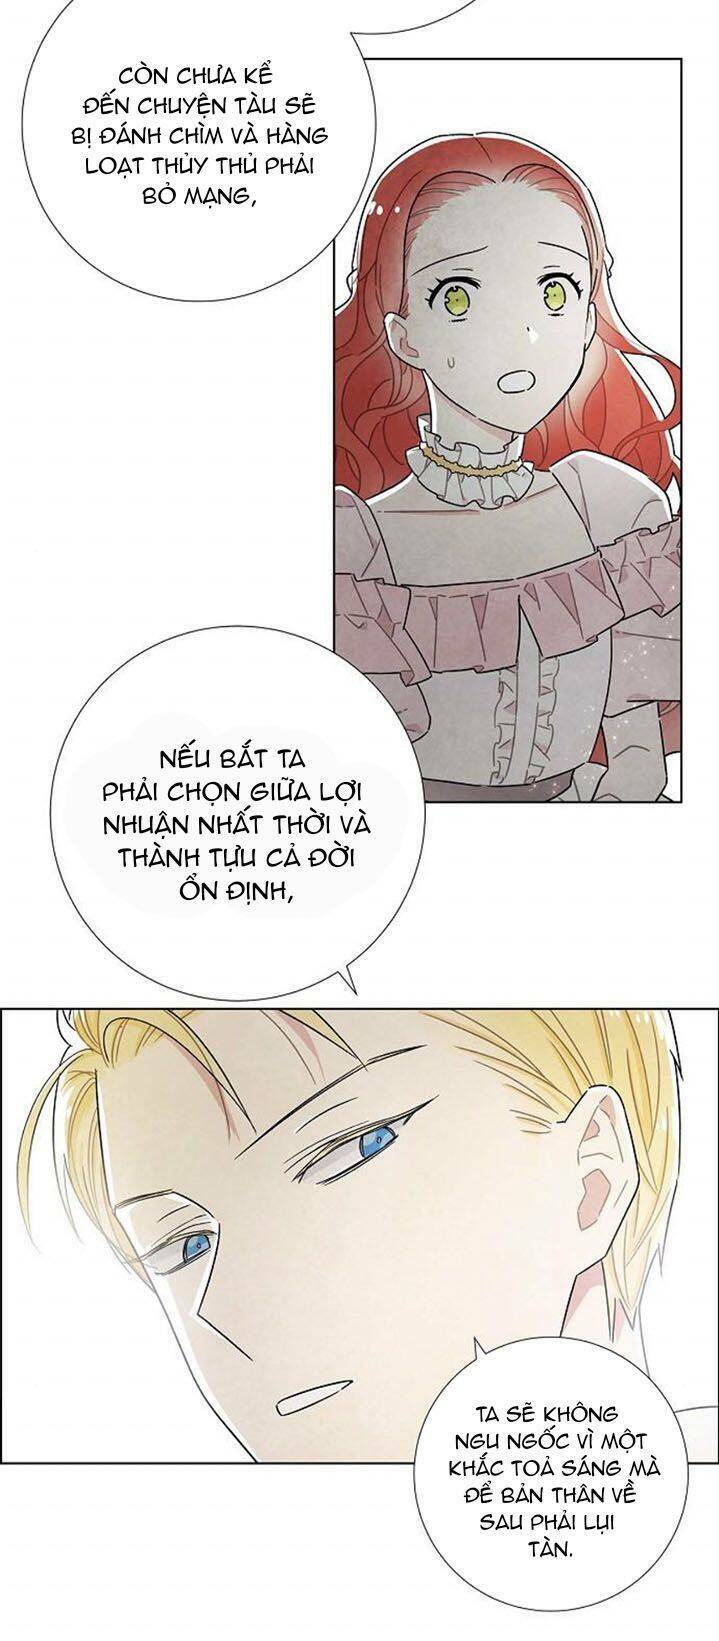 CÒN CHƯA KỂ
ĐẾN CHUYỆN TÀU SẼ
BỊ ĐÁNH CHÌM VÀ HÀNG
LOẠT THỦY THỦ PHẢI
BỎ MẠNG,
NẾU BẮT TA
PHẢI CHỌN GIỮA LỢI
NHUẬN NHẤT THỜI VÀ
THÀNH TỰU CẢ ĐỜI
ỔN ĐỊNH,
TA SẼ KHÔNG
NGU NGỐC VÌ MỘT
KHẮC TOẢ SÁNG MÀ
ĐỂ BẢN THÂN VỀ
SAU PHẢI LỤI
TÀN.